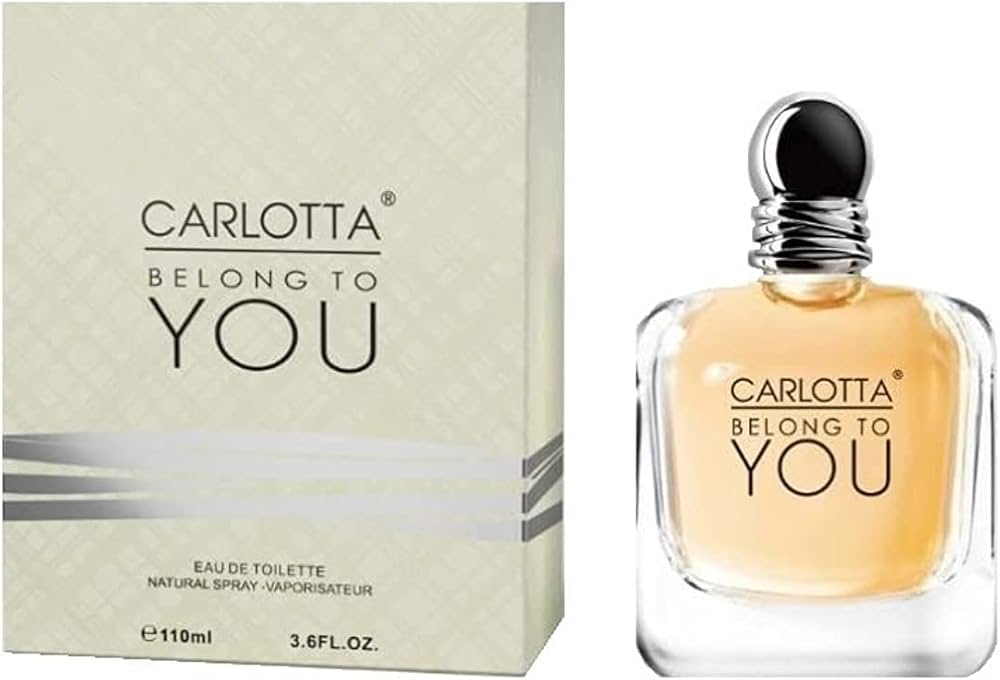 CARLOTTA®
BELONG TO
YOU
EAU DE TOILETTE
NATURAL SPRAY -VAPORISATEUR
℮110ml 3.6FL.OZ.
CARLOTTA®
BELONG TO
YOU